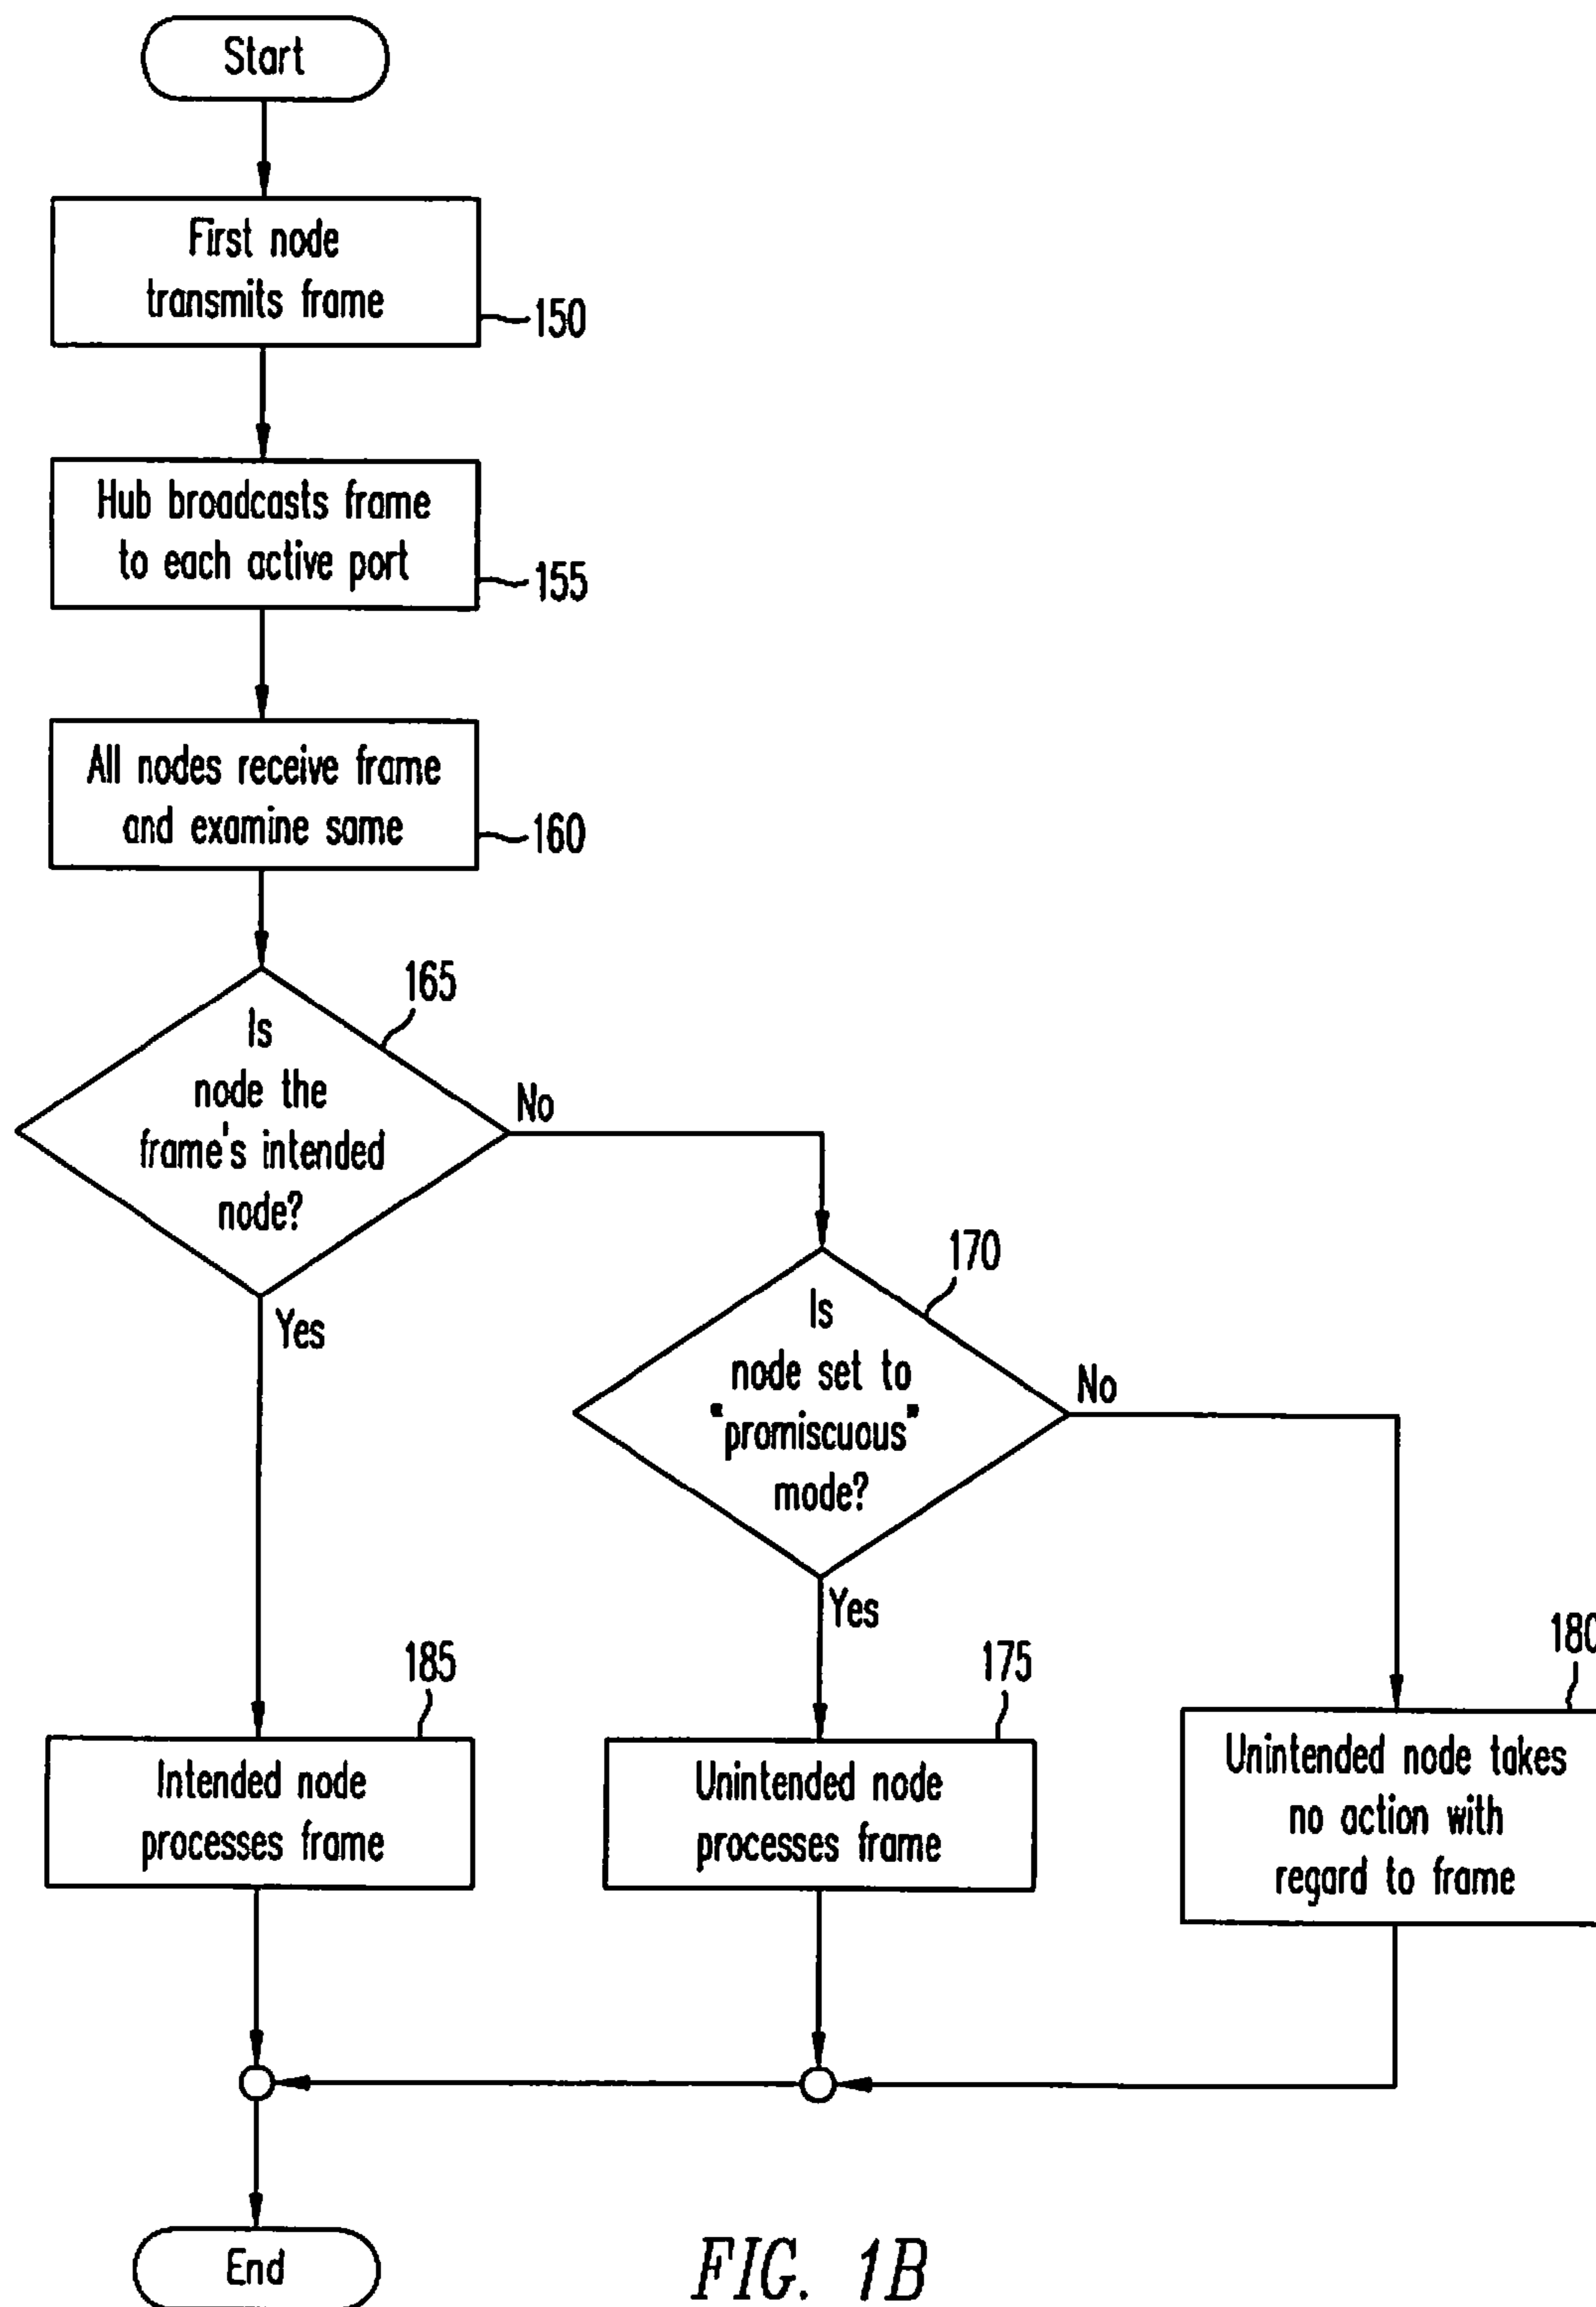 Start
First node
transmits frame
150
Hub broadcasts frame
to each active port
155
All nodes receive frame
and examine same
160
165
Is
node the
frame's intended
node?
No
Yes
170
Is
node set to
"promiscuous"
mode?
No
Yes
185
Intended node
processes frame
175
Unintended node
processes frame
180
Unintended node takes
no action with
regard to frame
End
FIG. 1B